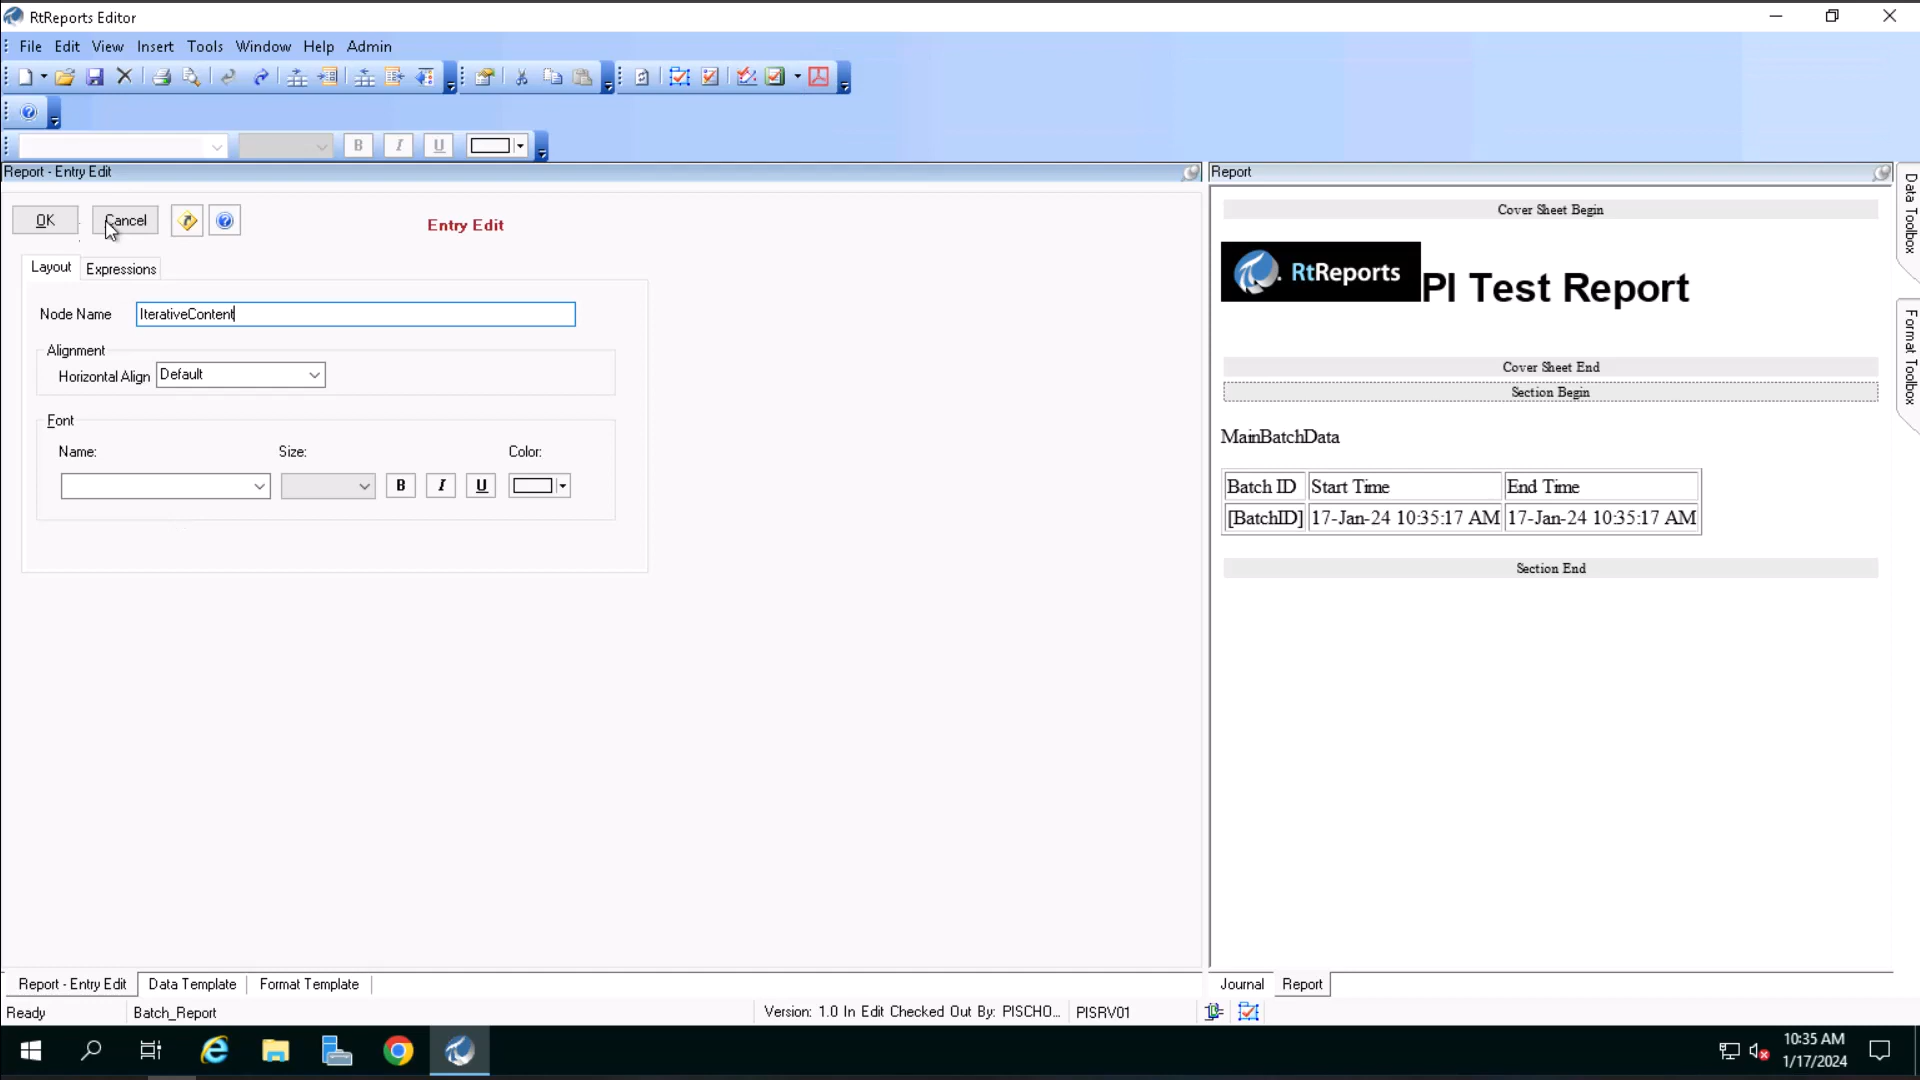 RtReports Editor
File Edit View Insert Tools Window Help Admin
B I U
Report - Entry Edit
Report
OK Cancel
Entry Edit
Layout Expressions
Node Name IterativeContent
Alignment
Horizontal Align Default
Font
Name: Size: Color:
B I U
Cover Sheet Begin
RtReports
PI Test Report
Cover Sheet End
Section Begin
MainBatchData
Batch ID Start Time End Time
[BatchID] 17-Jan-24 10:35:17 AM 17-Jan-24 10:35:17 AM
Section End
Data Toolbox
Format Toolbox
Report - Entry Edit Data Template Format Template
Journal Report
Ready Batch_Report Version: 1.0 In Edit Checked Out By: PISCHO... PISRV01
10:35 AM
1/17/2024